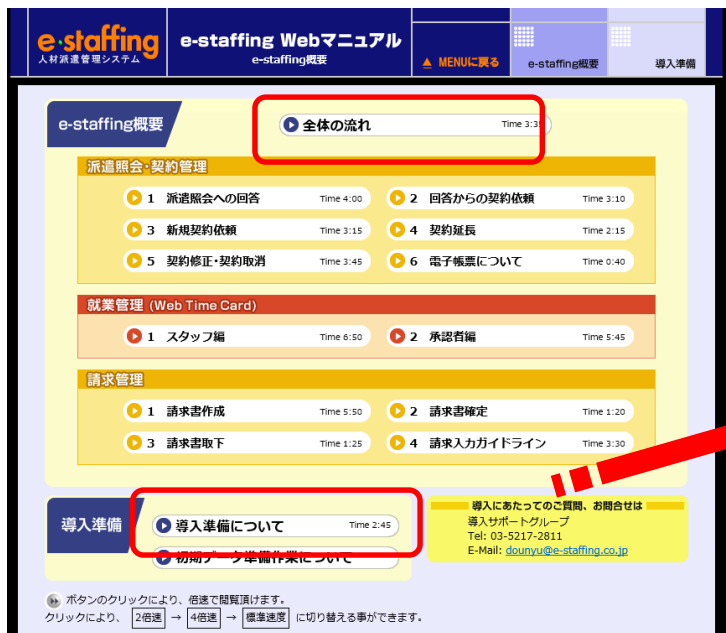 e-staffing
人材派遣管理システム
e-staffing Webマニュアル
e-staffing概要
▲ MENUに戻る
e-staffing概要
導入準備
e-staffing概要
全体の流れ Time 3:35
派遣照会・契約管理
1 派遣照会への回答 Time 4:00
2 回答からの契約依頼 Time 3:10
3 新規契約依頼 Time 3:15
4 契約延長 Time 2:15
5 契約修正・契約取消 Time 3:45
6 電子帳票について Time 0:40
就業管理 (Web Time Card)
1 スタッフ編 Time 6:50
2 承認者編 Time 5:45
請求管理
1 請求書作成 Time 5:50
2 請求書確定 Time 1:20
3 請求書取下 Time 1:25
4 請求入力ガイドライン Time 3:30
導入準備
導入準備について Time 2:45
初期データ準備作業について
導入にあたってのご質問、お問合せは
導入サポートグループ
Tel: 03-5217-2811
E-Mail: dounyu@e-staffing.co.jp
ボタンのクリックにより、倍速で閲覧頂けます。
クリックにより、 2倍速 → 4倍速 → 標準速度 に切り替える事ができます。